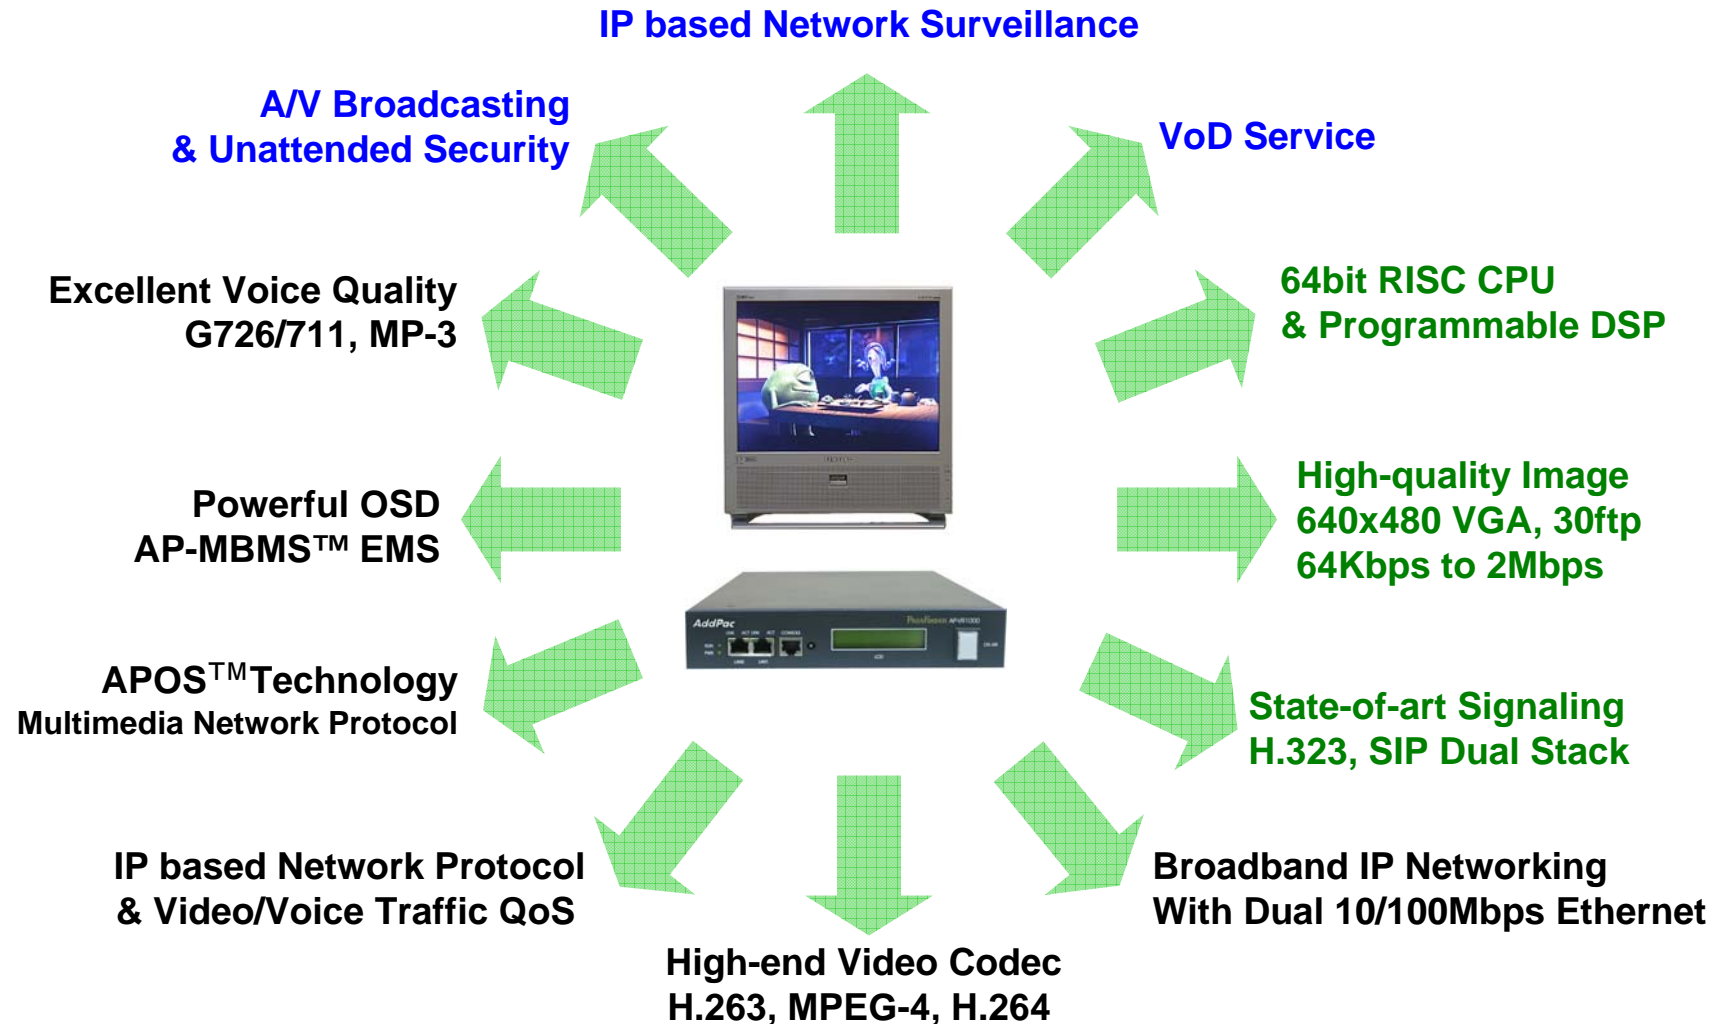 IP based Network Surveillance
A/V Broadcasting
& Unattended Security
VoD Service
Excellent Voice Quality
G726/711, MP-3
64bit RISC CPU
& Programmable DSP
Powerful OSD
AP-MBMS™ EMS
High-quality Image
640x480 VGA, 30ftp
64Kbps to 2Mbps
AddPac
AP-VR1000
LCD
APOS™Technology
Multimedia Network Protocol
State-of-art Signaling
H.323, SIP Dual Stack
IP based Network Protocol
& Video/Voice Traffic QoS
Broadband IP Networking
With Dual 10/100Mbps Ethernet
High-end Video Codec
H.263, MPEG-4, H.264